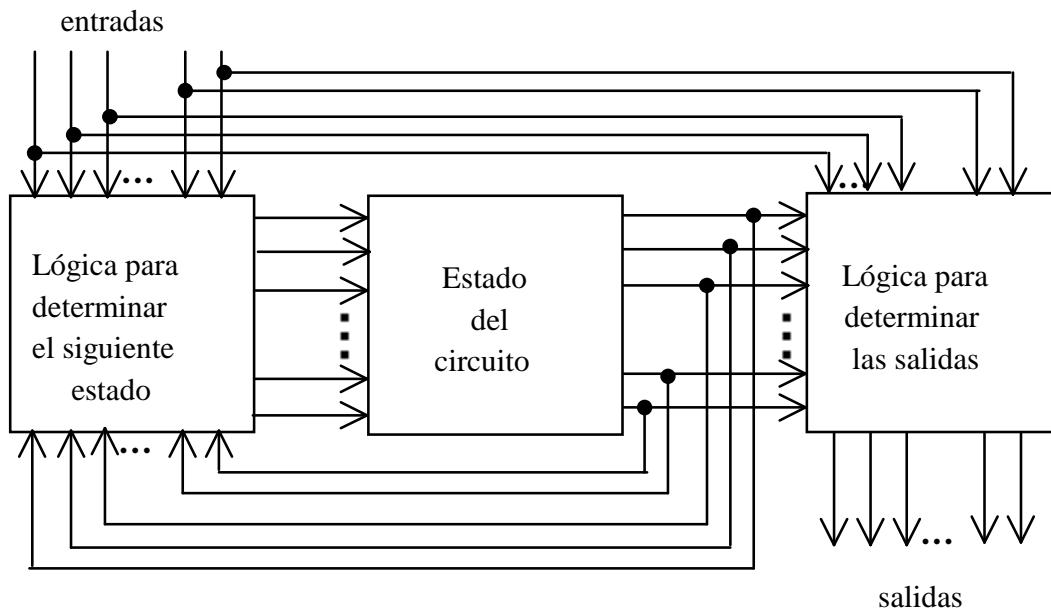 entradas
...
...
Lógica para
determinar
el siguiente
estado
Estado
del
circuito
Lógica para
determinar
las salidas
...
...
salidas